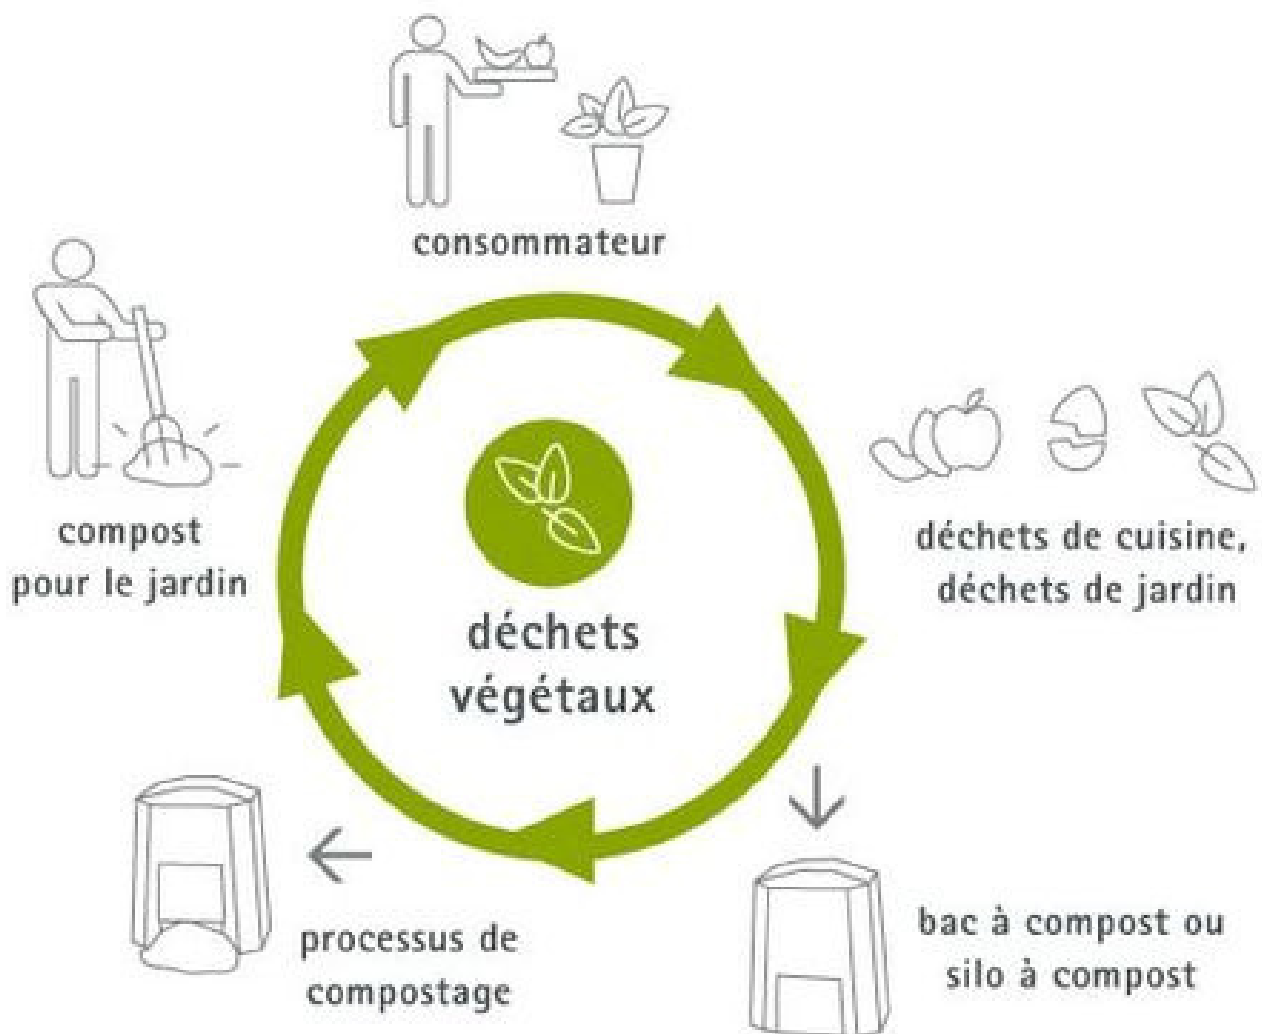 consommateur
compost
pour le jardin
déchets de cuisine,
déchets de jardin
déchets
végétaux
processus de
compostage
bac à compost ou
silo à compost